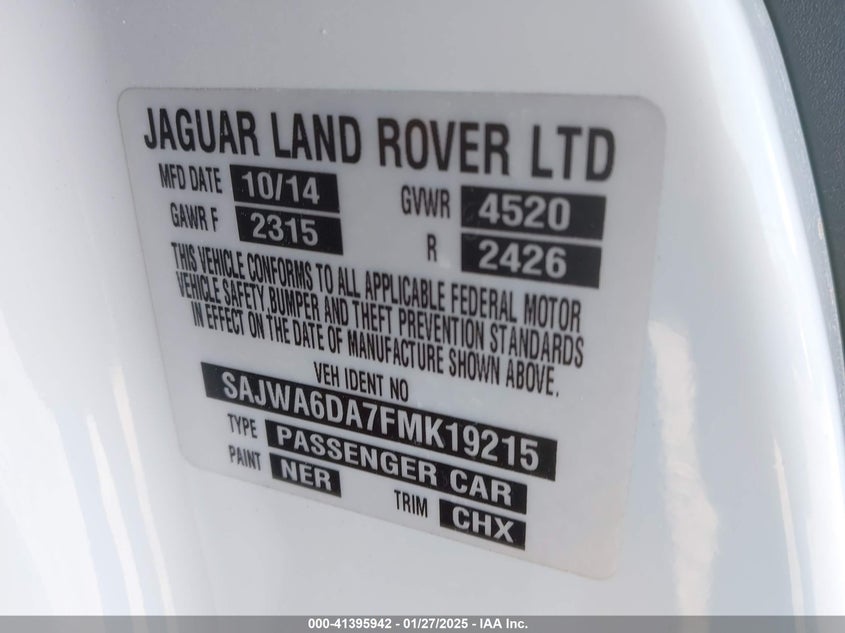 JAGUAR LAND ROVER LTD
MFD DATE 10/14 GVWR 4520
GAWR F 2315 R 2426
THIS VEHICLE CONFORMS TO ALL APPLICABLE FEDERAL MOTOR
VEHICLE SAFETY BUMPER AND THEFT PREVENTION STANDARDS
IN EFFECT ON THE DATE OF MANUFACTURE SHOWN ABOVE.
VEH IDENT NO
SAJWA6DA7FMK19215
TYPE PASSENGER CAR
PAINT NER TRIM CHX
000-41395942 — 01/27/2025 — IAA Inc.